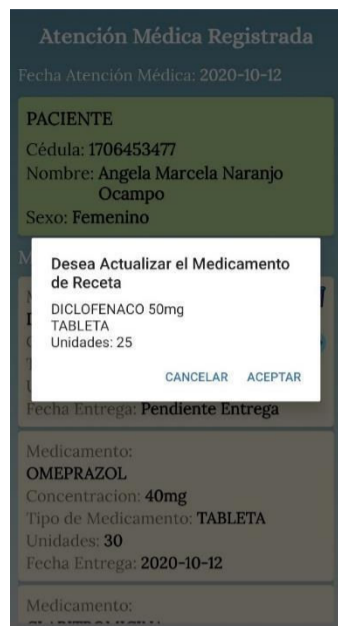 Atención Médica Registrada
Fecha Atención Médica: 2020-10-12
PACIENTE
Cédula: 1706453477
Nombre: Angela Marcela Naranjo
Ocampo
Sexo: Femenino
Desea Actualizar el Medicamento
de Receta
DICLOFENACO 50mg
TABLETA
Unidades: 25
CANCELAR ACEPTAR
Fecha Entrega: Pendiente Entrega
Medicamento:
OMEPRAZOL
Concentracion: 40mg
Tipo de Medicamento: TABLETA
Unidades: 30
Fecha Entrega: 2020-10-12
Medicamento: